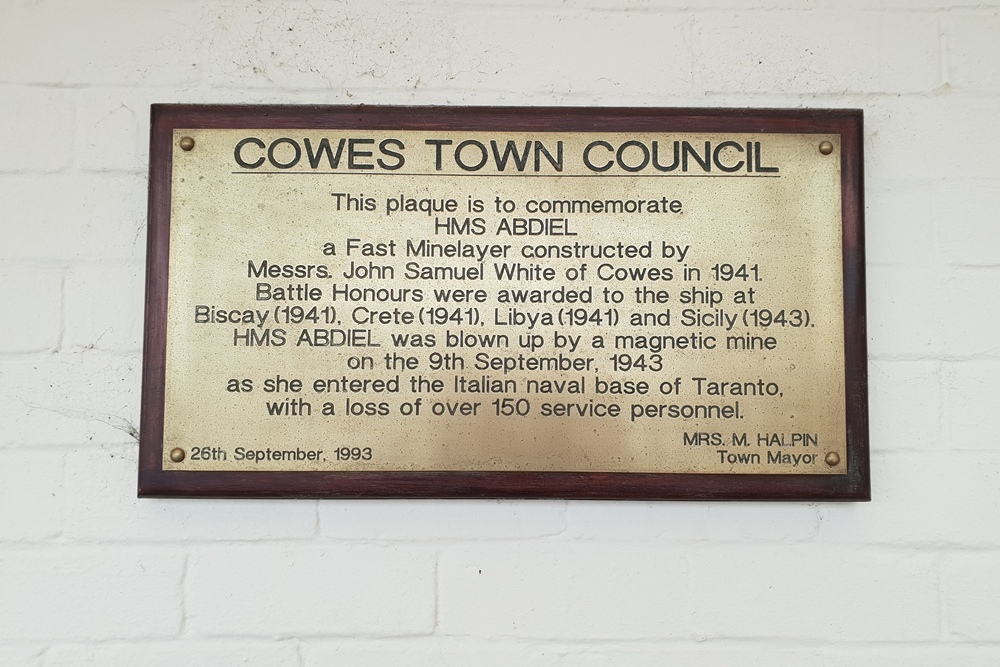 COWES TOWN COUNCIL
This plaque is to commemorate
HMS ABDIEL
a Fast Minelayer constructed by
Messrs. John Samuel White of Cowes in 1941.
Battle Honours were awarded to the ship at
Biscay (1941), Crete (1941), Libya (1941) and Sicily (1943).
HMS ABDIEL was blown up by a magnetic mine
on the 9th September, 1943
as she entered the Italian naval base of Taranto,
with a loss of over 150 service personnel.
26th September, 1993
MRS. M. HALPIN
Town Mayor